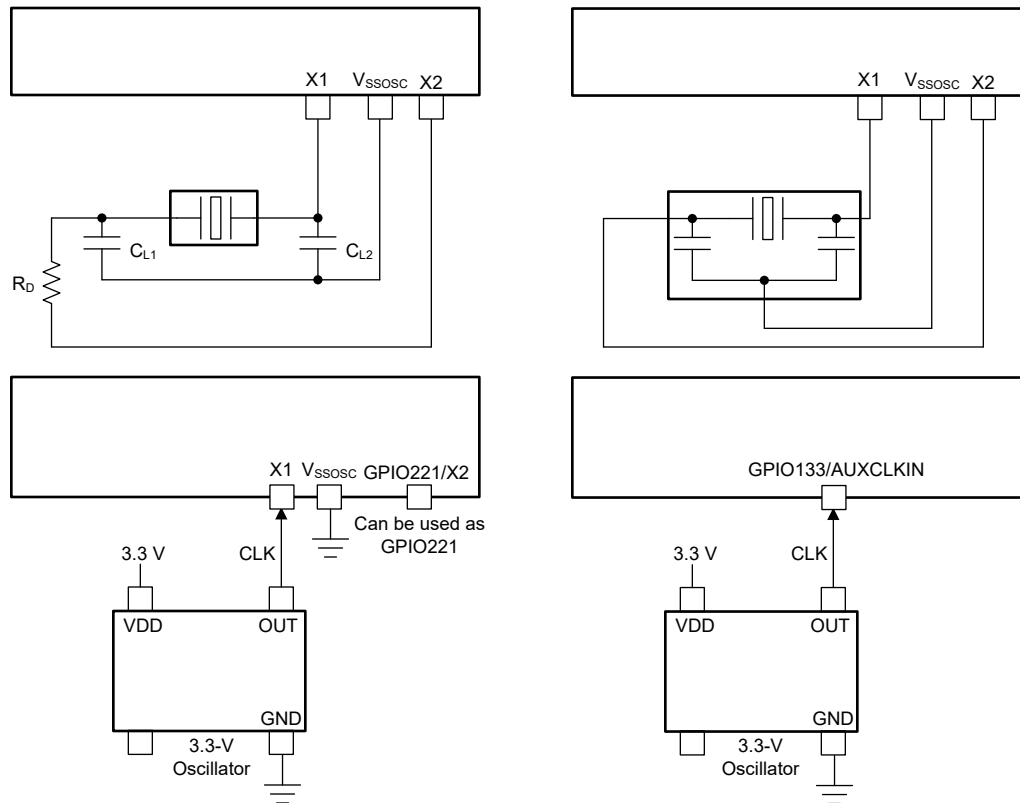 X1 VSSOSC X2
CL1
CL2
RD
X1 VSSOSC X2
X1 VSSOSC GPIO221/X2
Can be used as
GPIO221
3.3 V
CLK
VDD
OUT
GND
3.3-V
Oscillator
GPIO133/AUXCLKIN
3.3 V
CLK
VDD
OUT
GND
3.3-V
Oscillator